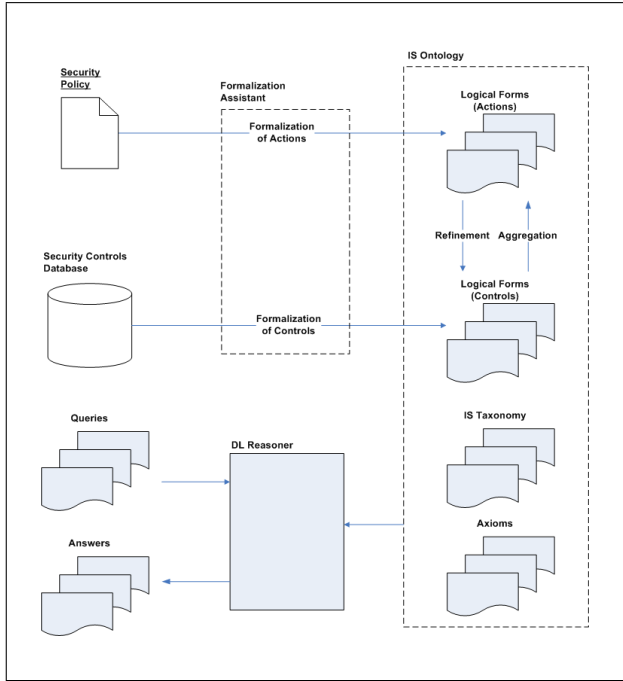 IS Ontology
Security
Policy
Formalization
Assistant
Logical Forms
(Actions)
Formalization
of Actions
Refinement
Aggregation
Security Controls
Database
Logical Forms
(Controls)
Formalization
of Controls
Queries
DL Reasoner
IS Taxonomy
Answers
Axioms